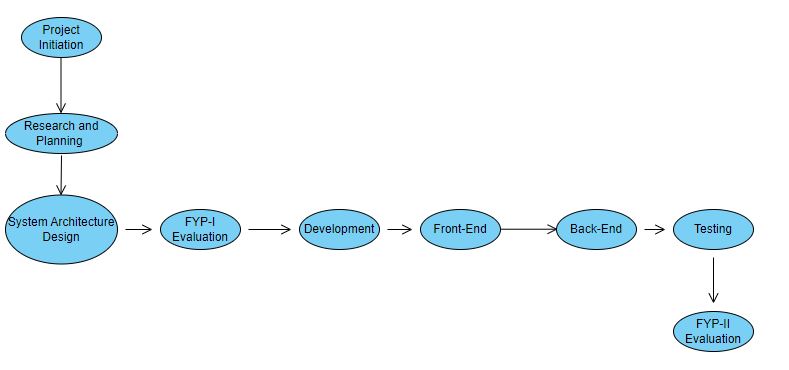 Project
Initiation
Research and
Planning
System Architecture
Design
FYP-I
Evaluation
Development
Front-End
Back-End
Testing
FYP-II
Evaluation